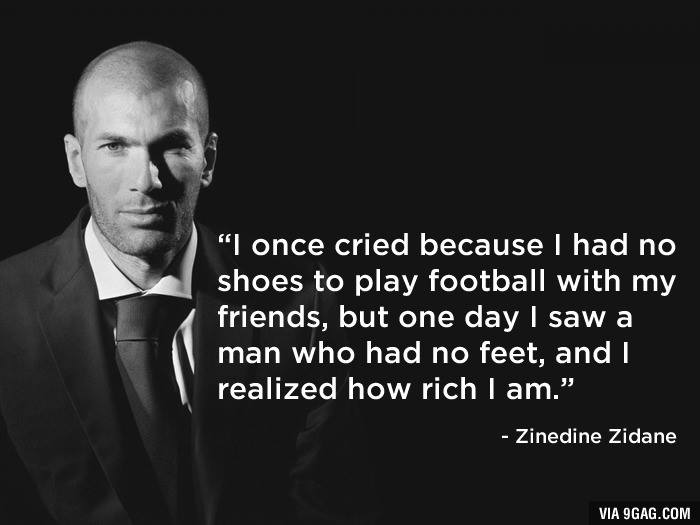 “I once cried because I had no
shoes to play football with my
friends, but one day I saw a
man who had no feet, and I
realized how rich I am.”
- Zinedine Zidane
VIA 9GAG.COM